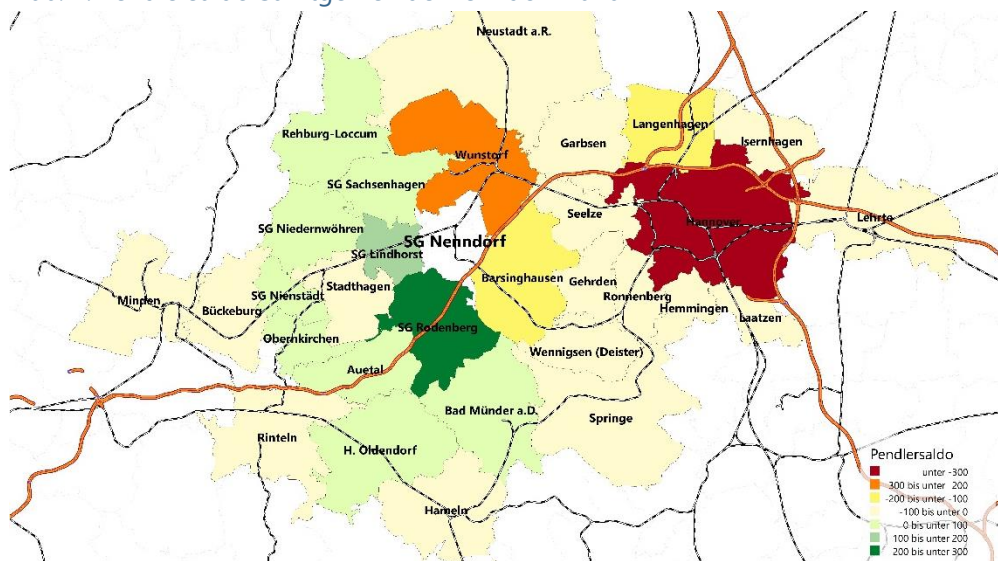 Neustadt a.R.
Langenhagen
Rehburg-Loccum
Garbsen
Isernhagen
Wunstorf
SG Sachsenhagen
Seelze
Hannover
Lehrte
SG Niedernwöhren
SG Nenndorf
SG Lindhorst
Barsinghausen
Gehrden
Stadthagen
SG Nienstädt
Ronnenberg
Minden
Bückeburg
Hemmingen
Laatzen
SG Rodenberg
Obernkirchen
Wennigsen (Deister)
Auetal
Bad Münder a.D.
Springe
Rinteln
H. Oldendorf
Hameln
Pendlersaldo
unter -300
300 bis unter 200
-200 bis unter -100
-100 bis unter 0
0 bis unter 100
100 bis unter 200
200 bis unter 300